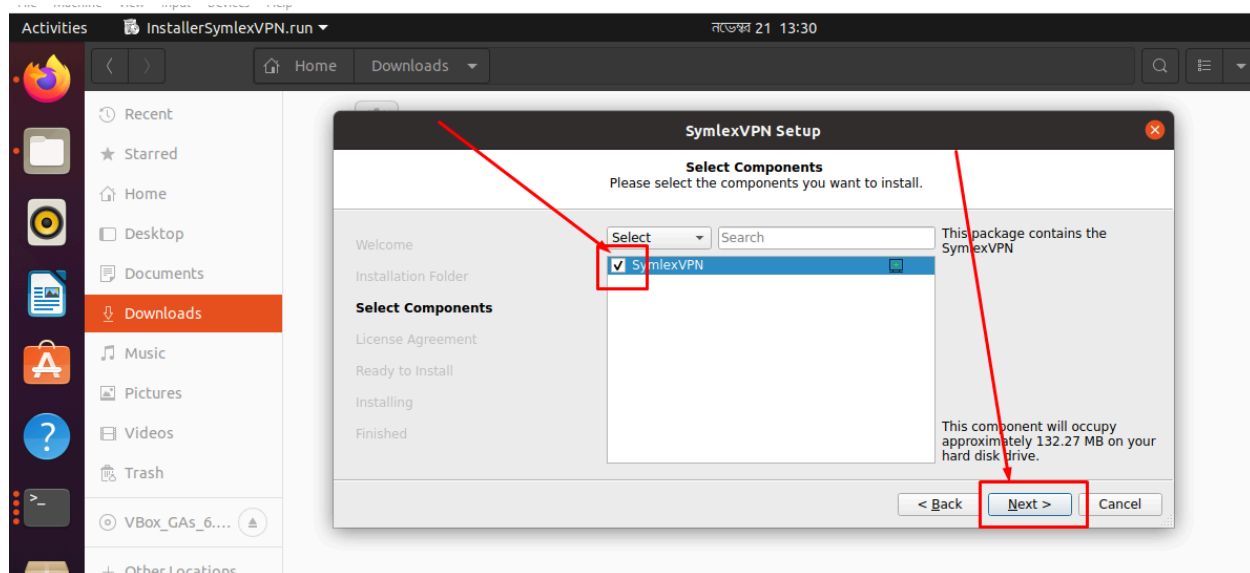 Activities
InstallerSymlexVPN.run
নভেম্বর 21 13:30
Home
Downloads
Recent
Starred
Home
Desktop
Documents
Downloads
Music
Pictures
Videos
Trash
VBox_GAs_6....
Other Locations
SymlexVPN Setup
Select Components
Please select the components you want to install.
Welcome
Installation Folder
Select Components
License Agreement
Ready to Install
Installing
Finished
Select
Search
SymlexVPN
This package contains the
SymlexVPN
This component will occupy
approximately 132.27 MB on your
hard disk drive.
< Back
Next >
Cancel